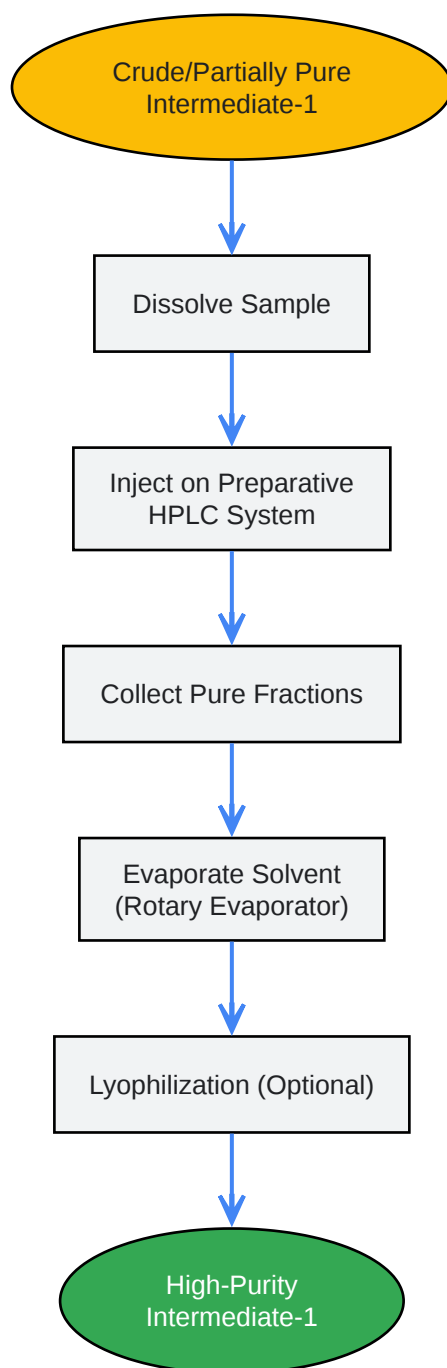 Crude/Partially Pure
Intermediate-1
Dissolve Sample
Inject on Preparative
HPLC System
Collect Pure Fractions
Evaporate Solvent
(Rotary Evaporator)
Lyophilization (Optional)
High-Purity
Intermediate-1